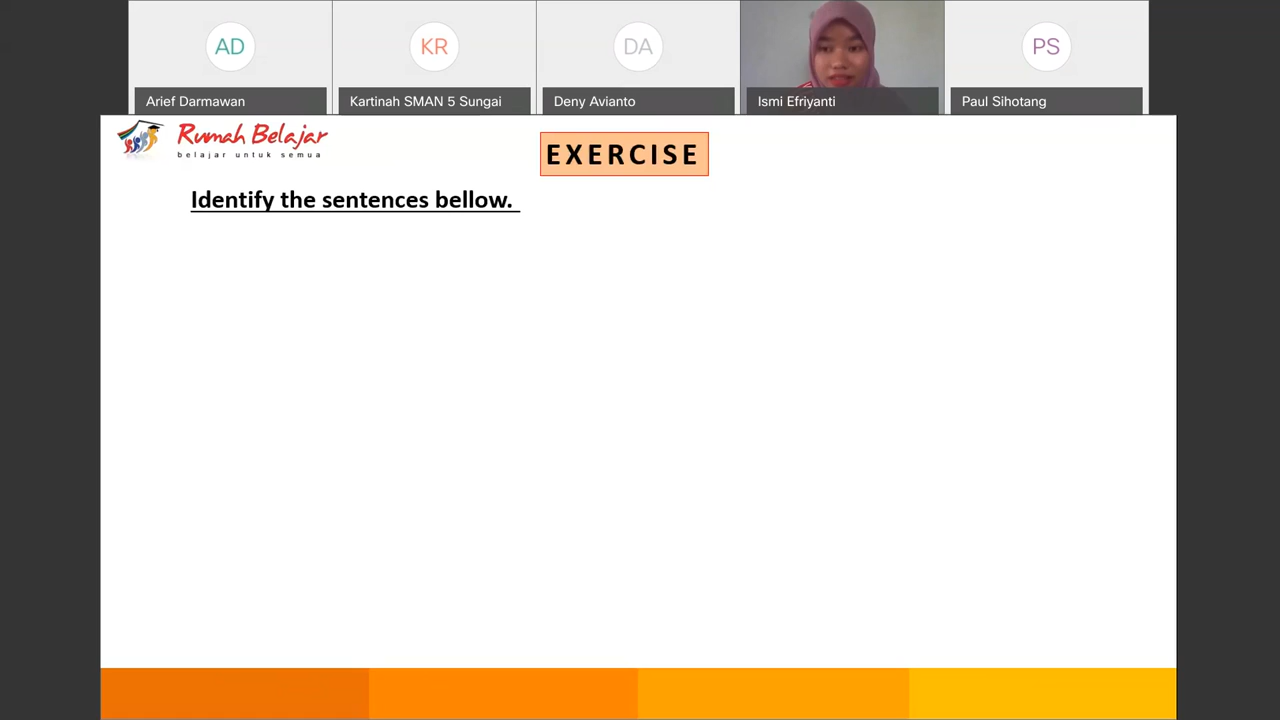 AD
KR
DA
PS
Arief Darmawan
Kartinah SMAN 5 Sungai
Deny Avianto
Ismi Efriyanti
Paul Sihotang
Rumah Belajar
belajar untuk semua
EXERCISE
Identify the sentences bellow.